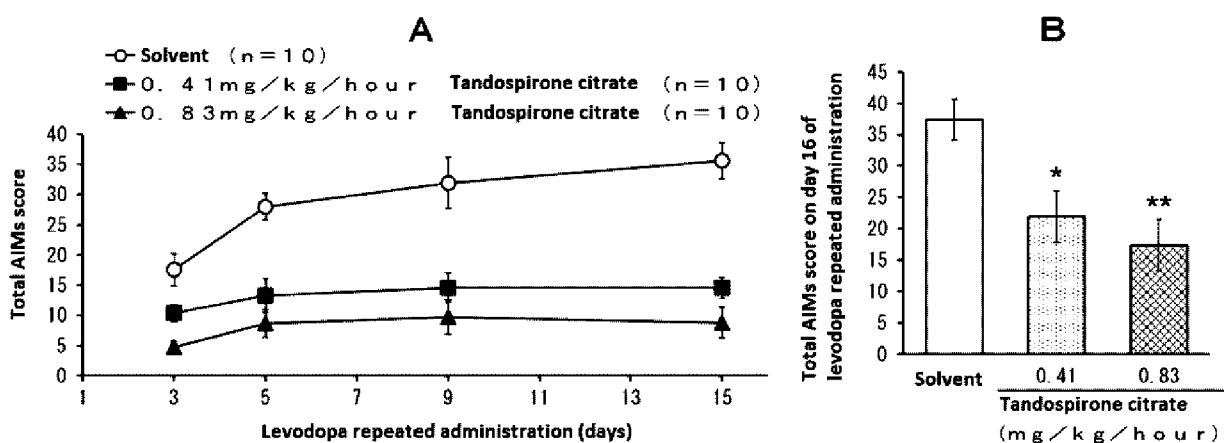 A
Solvent (n=10)
0. 41mg/kg/hour Tandospirone citrate (n=10)
0. 83mg/kg/hour Tandospirone citrate (n=10)
Total AIMs score
40
35
30
25
20
15
10
5
0
1 3 5 7 9 11 13 15
Levodopa repeated administration (days)
B
Total AIMs score on day 16 of
levodopa repeated administration
45
40
35
30
25
20
15
10
5
0
*
**
Solvent 0. 41 0. 83
Tandospirone citrate
(mg/kg/hour)